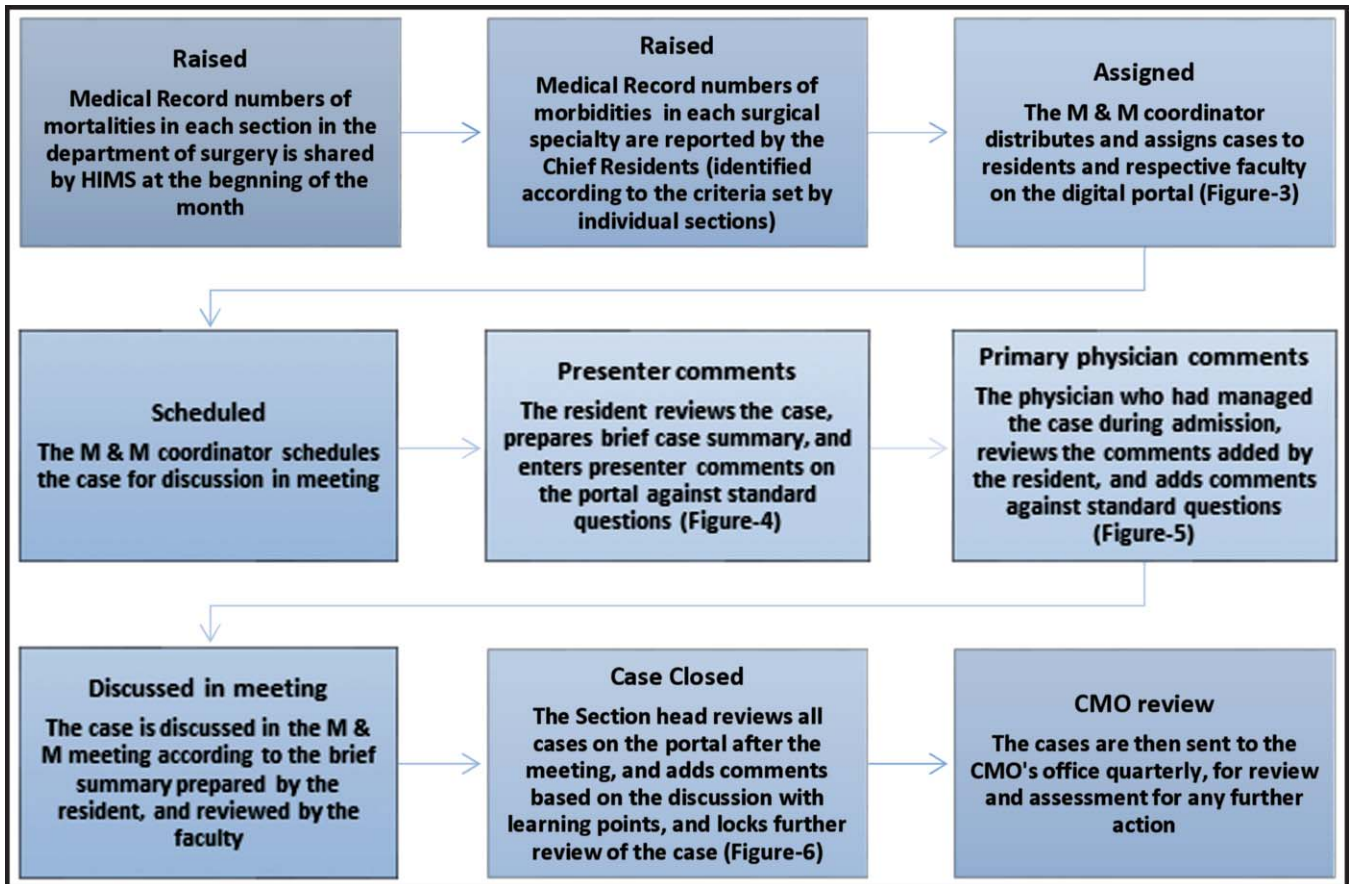 Raised
Medical Record numbers of
mortalities in each section in the
department of surgery is shared
by HIMS at the begnning of the
month
Raised
Medical Record numbers of
morbidities in each surgical
specialty are reported by the
Chief Residents (identified
according to the criteria set by
individual sections)
Assigned
The M & M coordinator
distributes and assigns cases to
residents and respective faculty
on the digital portal (Figure-3)
Scheduled
The M & M coordinator schedules
the case for discussion in meeting
Presenter comments
The resident reviews the case,
prepares brief case summary, and
enters presenter comments on
the portal against standard
questions (Figure-4)
Primary physician comments
The physician who had managed
the case during admission,
reviews the comments added by
the resident, and adds comments
against standard questions
(Figure-5)
Discussed in meeting
The case is discussed in the M &
M meeting according to the brief
summary prepared by the
resident, and reviewed by the
faculty
Case Closed
The Section head reviews all
cases on the portal after the
meeting, and adds comments
based on the discussion with
learning points, and locks further
review of the case (Figure-6)
CMO review
The cases are then sent to the
CMO's office quarterly, for review
and assessment for any further
action